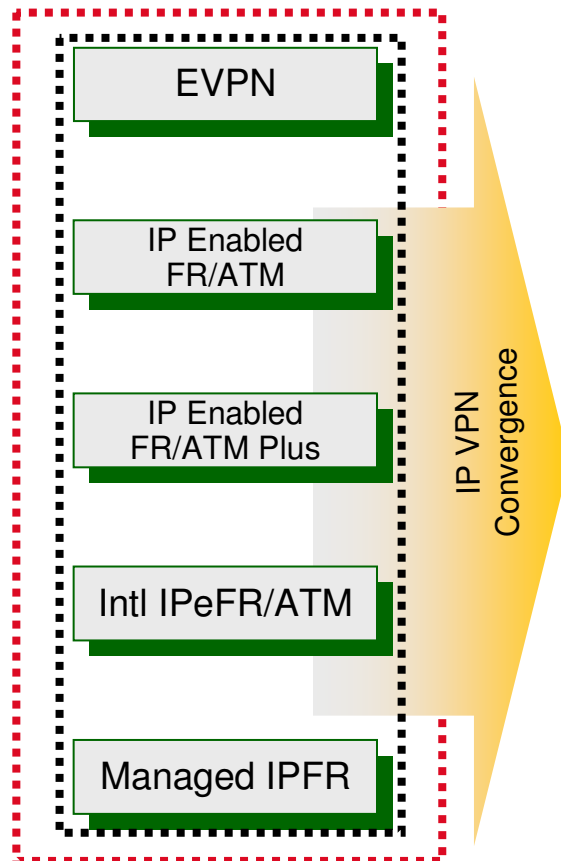 EVPN
IP Enabled
FR/ATM
IP Enabled
FR/ATM Plus
Intl IPeFR/ATM
Managed IPFR
IP VPN
Convergence